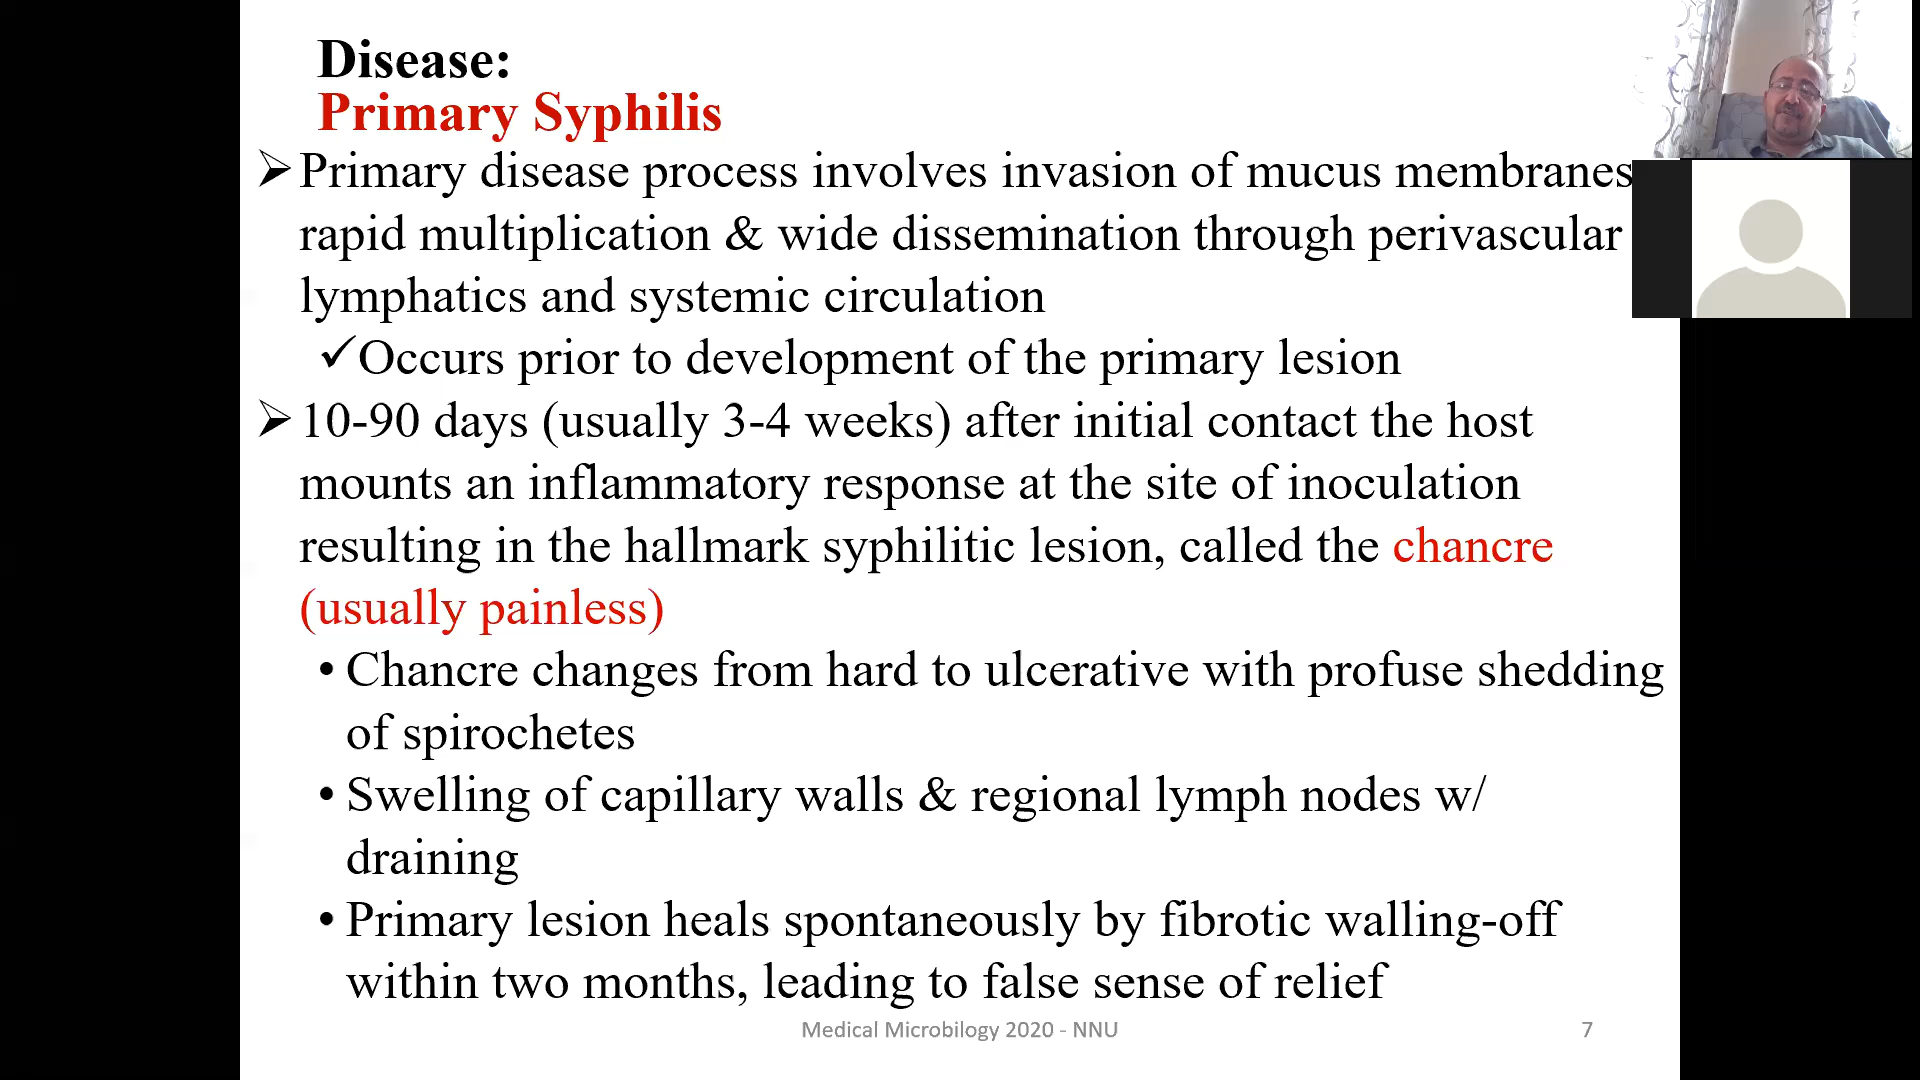 Disease:
Primary Syphilis
➢Primary disease process involves invasion of mucus membranes
rapid multiplication & wide dissemination through perivascular
lymphatics and systemic circulation
✓Occurs prior to development of the primary lesion
➢10-90 days (usually 3-4 weeks) after initial contact the host
mounts an inflammatory response at the site of inoculation
resulting in the hallmark syphilitic lesion, called the chancre
(usually painless)
• Chancre changes from hard to ulcerative with profuse shedding
of spirochetes
• Swelling of capillary walls & regional lymph nodes w/
draining
• Primary lesion heals spontaneously by fibrotic walling-off
within two months, leading to false sense of relief
Medical Microbilogy 2020 - NNU
7